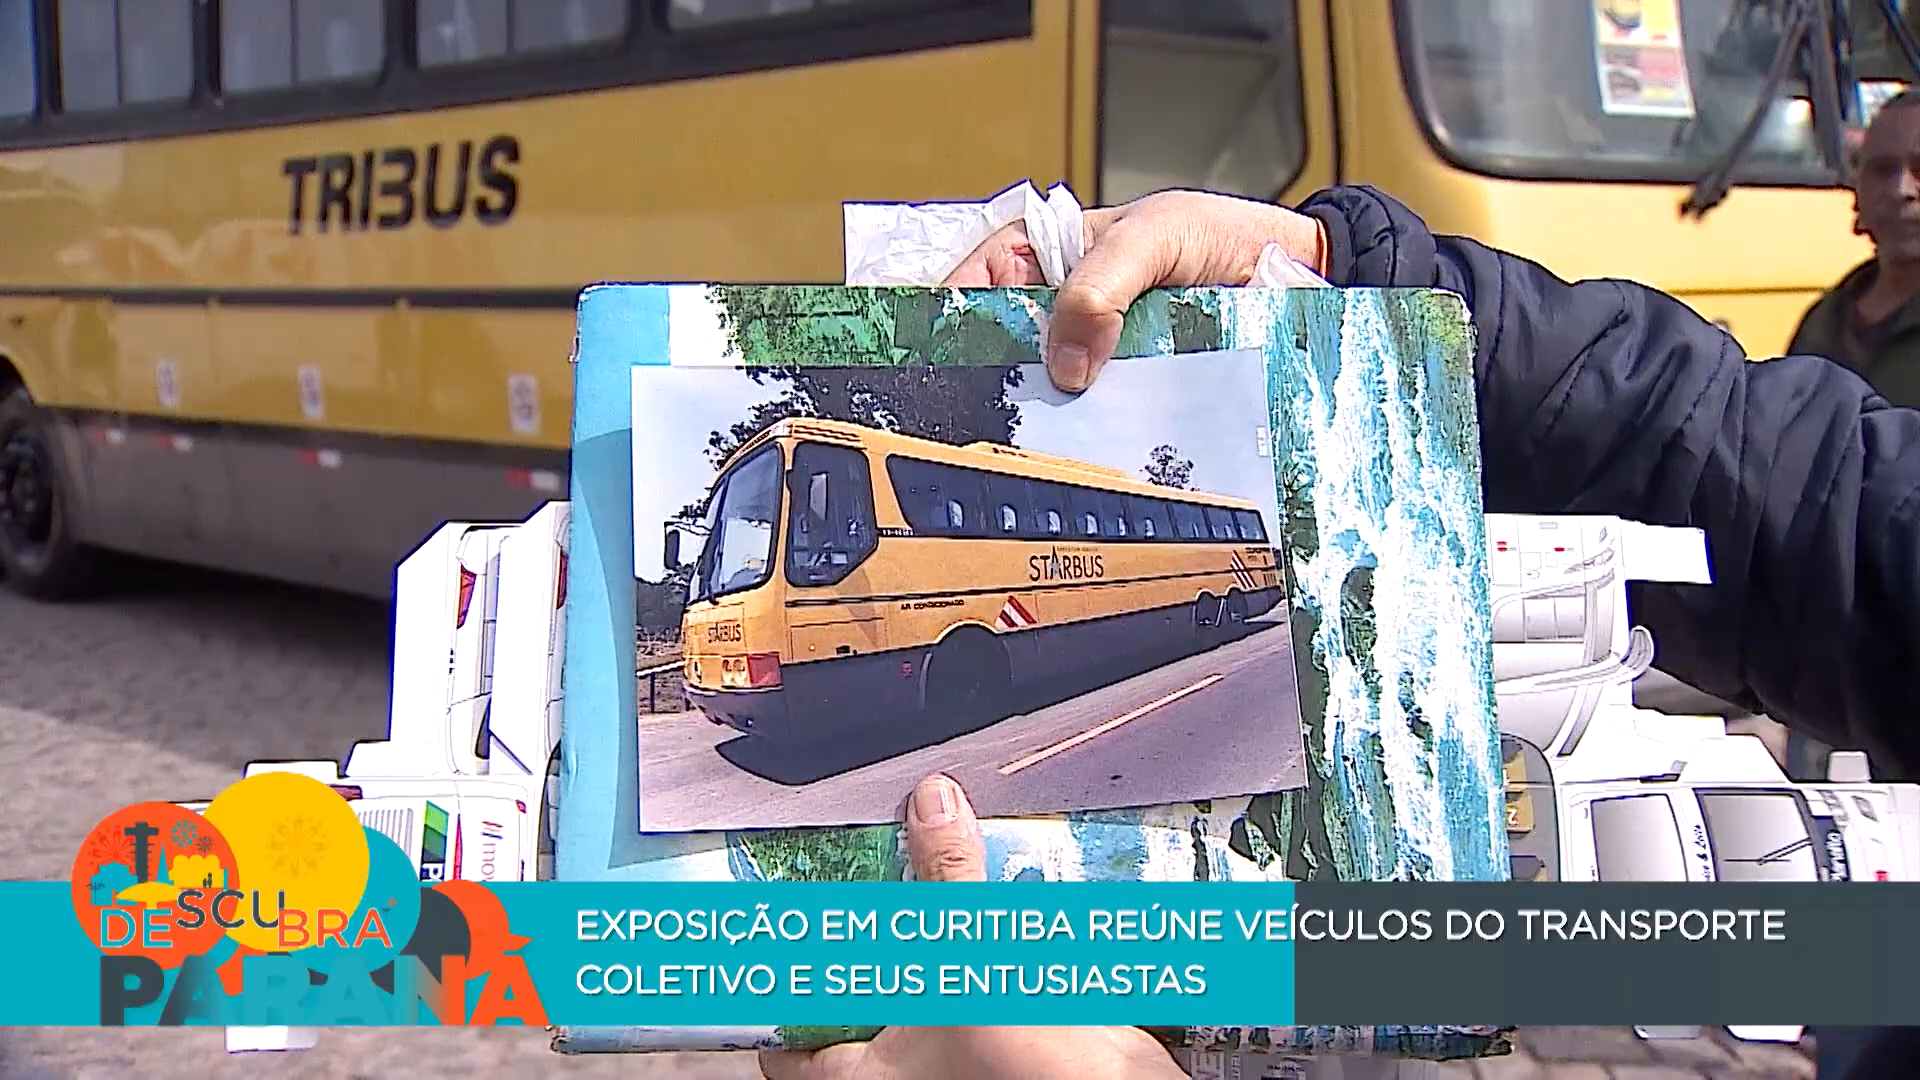 TRIBUS
STARBUS
AR CONDICIONADO
STARBUS
DESCUBRA
PARANÁ
EXPOSIÇÃO EM CURITIBA REÚNE VEÍCULOS DO TRANSPORTE
COLETIVO E SEUS ENTUSIASTAS